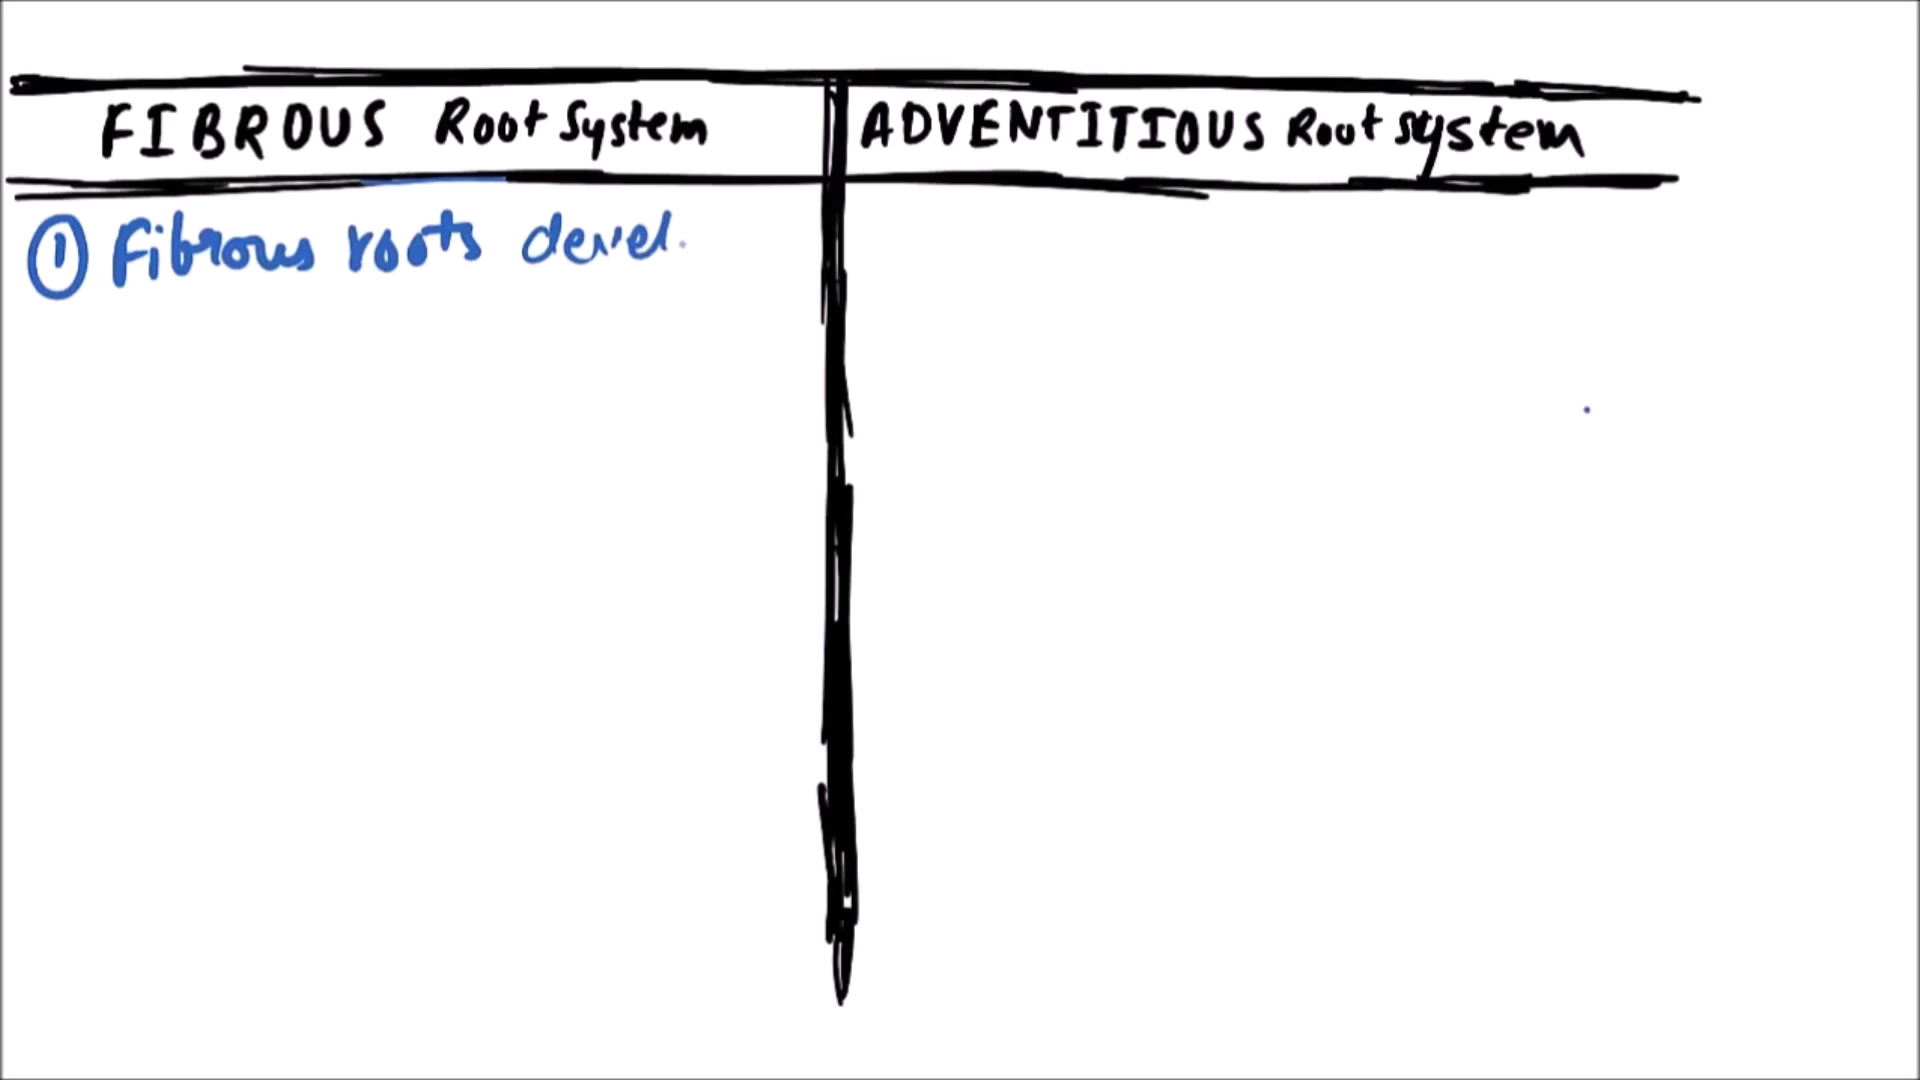 FIBROUS Root System
ADVENTITIOUS Root system
① Fibrous roots devel.